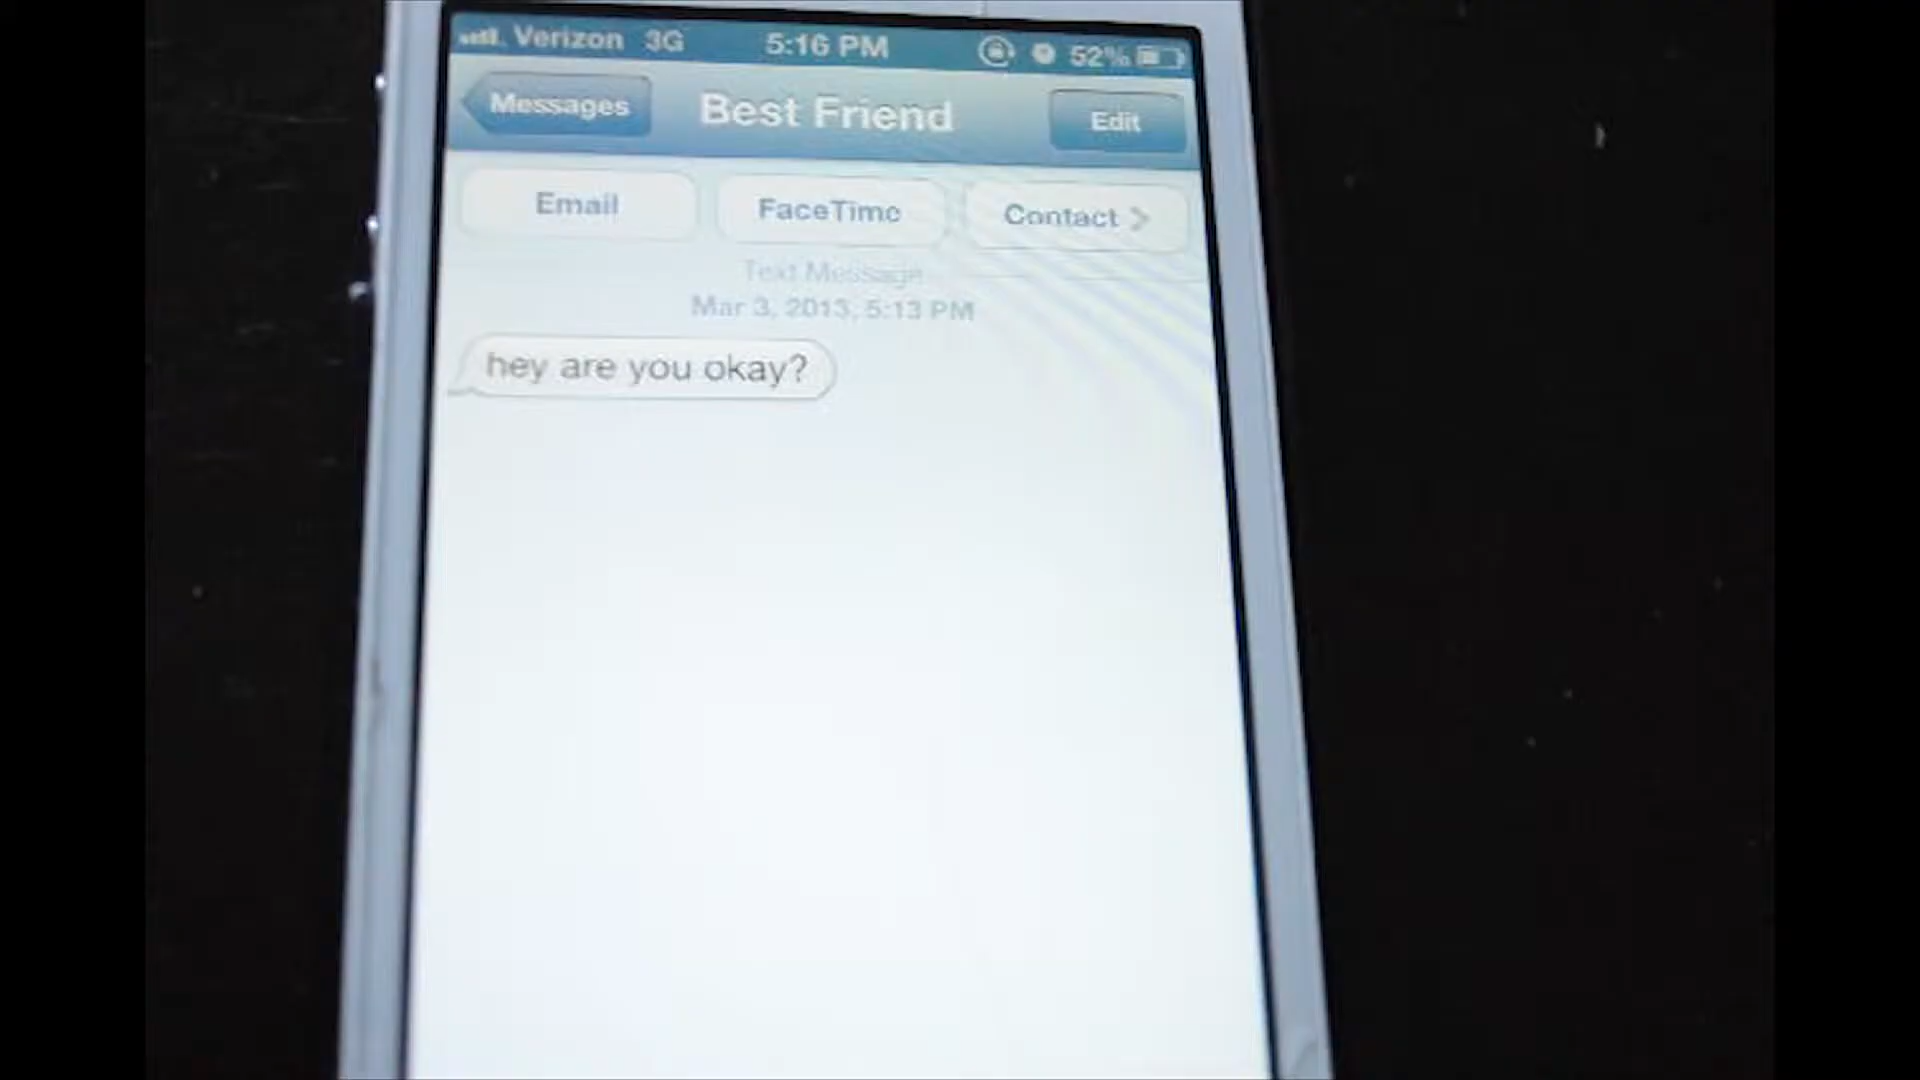 Verizon 3G 5:16 PM 52%
Messages Best Friend Edit
Email FaceTime Contact
Text Message
Mar 3, 2013, 5:13 PM
hey are you okay?